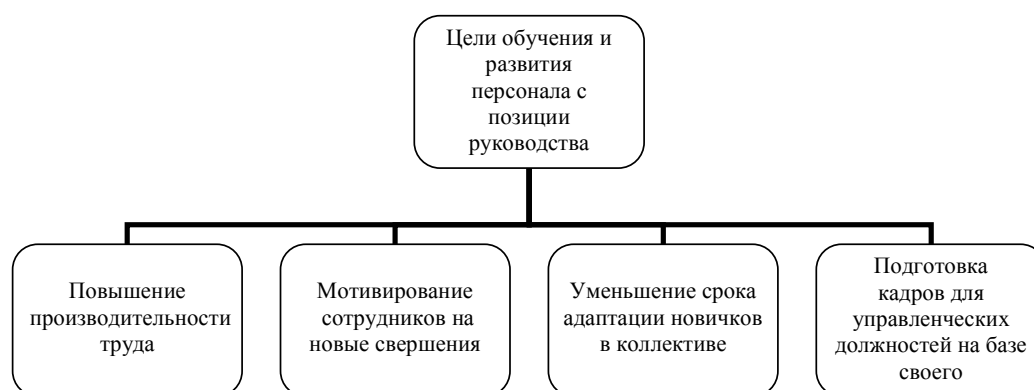 Цели обучения и
развития
персонала с
позиции
руководства
Повышение
производительности
труда
Мотивирование
сотрудников на
новые свершения
Уменьшение срока
адаптации новичков
в коллективе
Подготовка
кадров для
управленческих
должностей на базе
своего